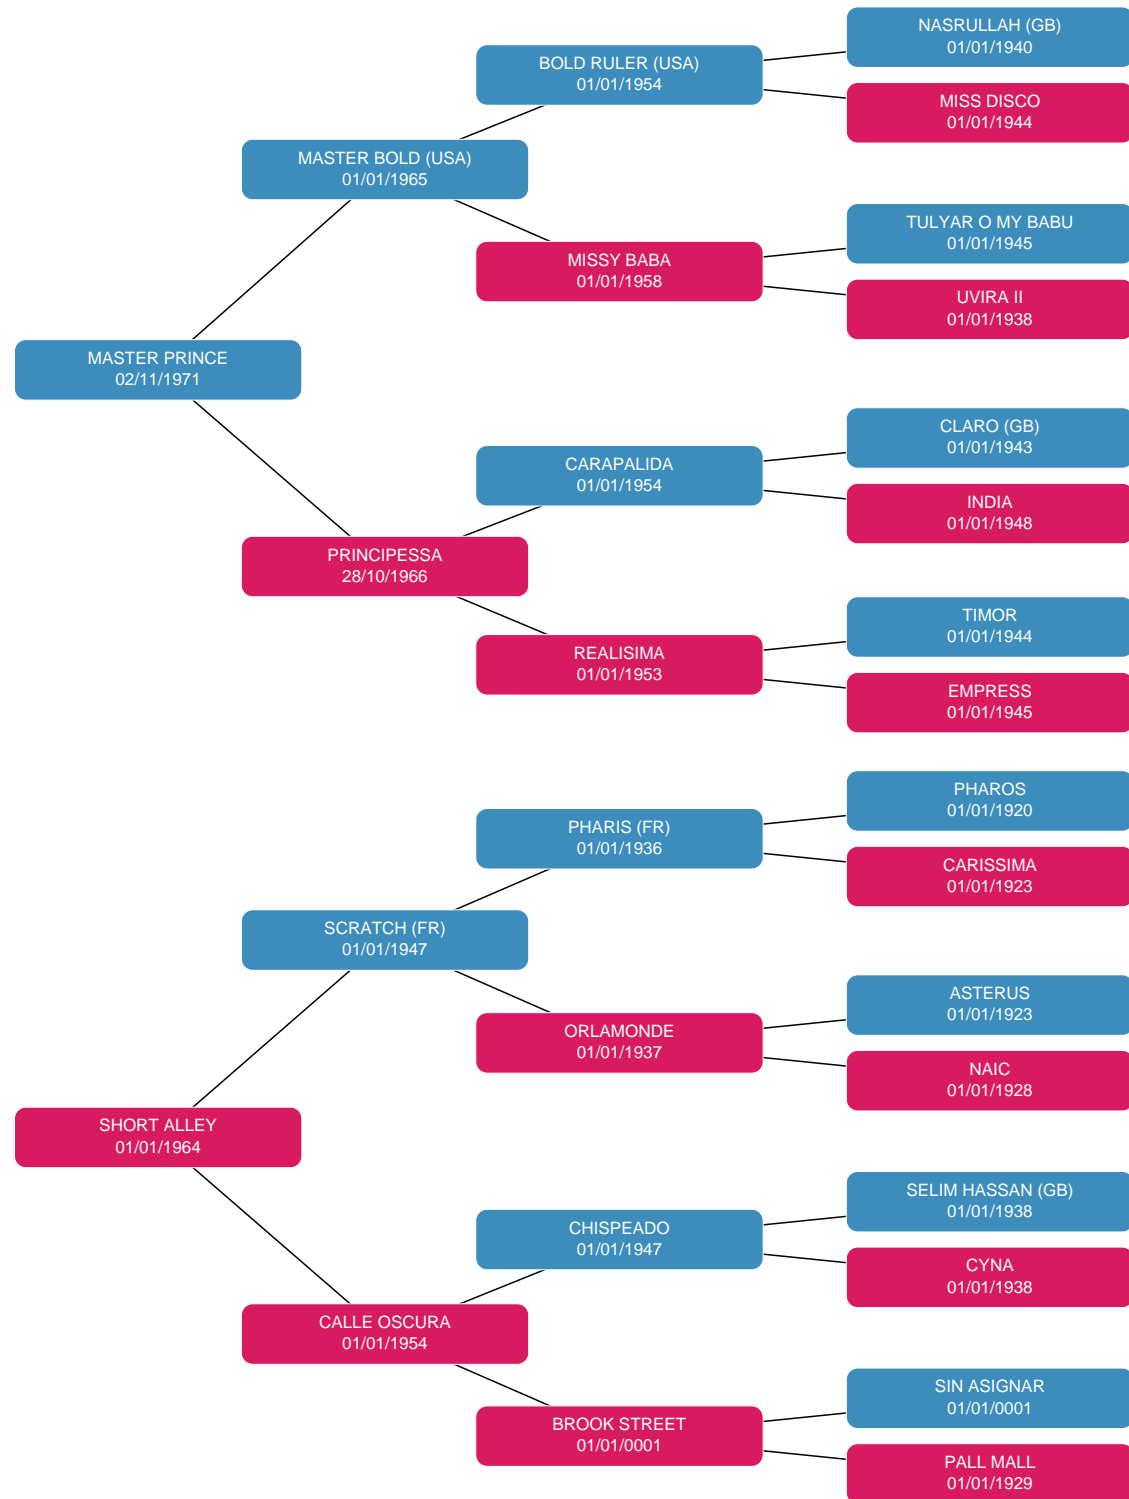 NASRULLAH (GB)
01/01/1940
BOLD RULER (USA)
01/01/1954
MISS DISCO
01/01/1944
MASTER BOLD (USA)
01/01/1965
TULYAR O MY BABU
01/01/1945
MISSY BABA
01/01/1958
UVIRA II
01/01/1938
MASTER PRINCE
02/11/1971
CLARO (GB)
01/01/1943
CARAPALIDA
01/01/1954
INDIA
01/01/1948
PRINCIPESSA
28/10/1966
TIMOR
01/01/1944
REALISIMA
01/01/1953
EMPRESS
01/01/1945
PHAROS
01/01/1920
PHARIS (FR)
01/01/1936
CARISSIMA
01/01/1923
SCRATCH (FR)
01/01/1947
ASTERUS
01/01/1923
ORLAMONDE
01/01/1937
NAIC
01/01/1928
SHORT ALLEY
01/01/1964
SELIM HASSAN (GB)
01/01/1938
CHISPEADO
01/01/1947
CYNA
01/01/1938
CALLE OSCURA
01/01/1954
SIN ASIGNAR
01/01/0001
BROOK STREET
01/01/0001
PALL MALL
01/01/1929